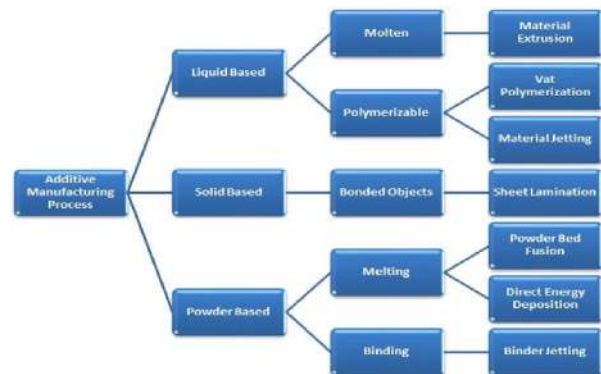 Additive
Manufacturing
Process
Liquid Based
Solid Based
Powder Based
Molten
Polymerizable
Bonded Objects
Melting
Binding
Material
Extrusion
Vat
Polymerization
Material Jetting
Sheet Lamination
Powder Bed
Fusion
Direct Energy
Deposition
Binder Jetting